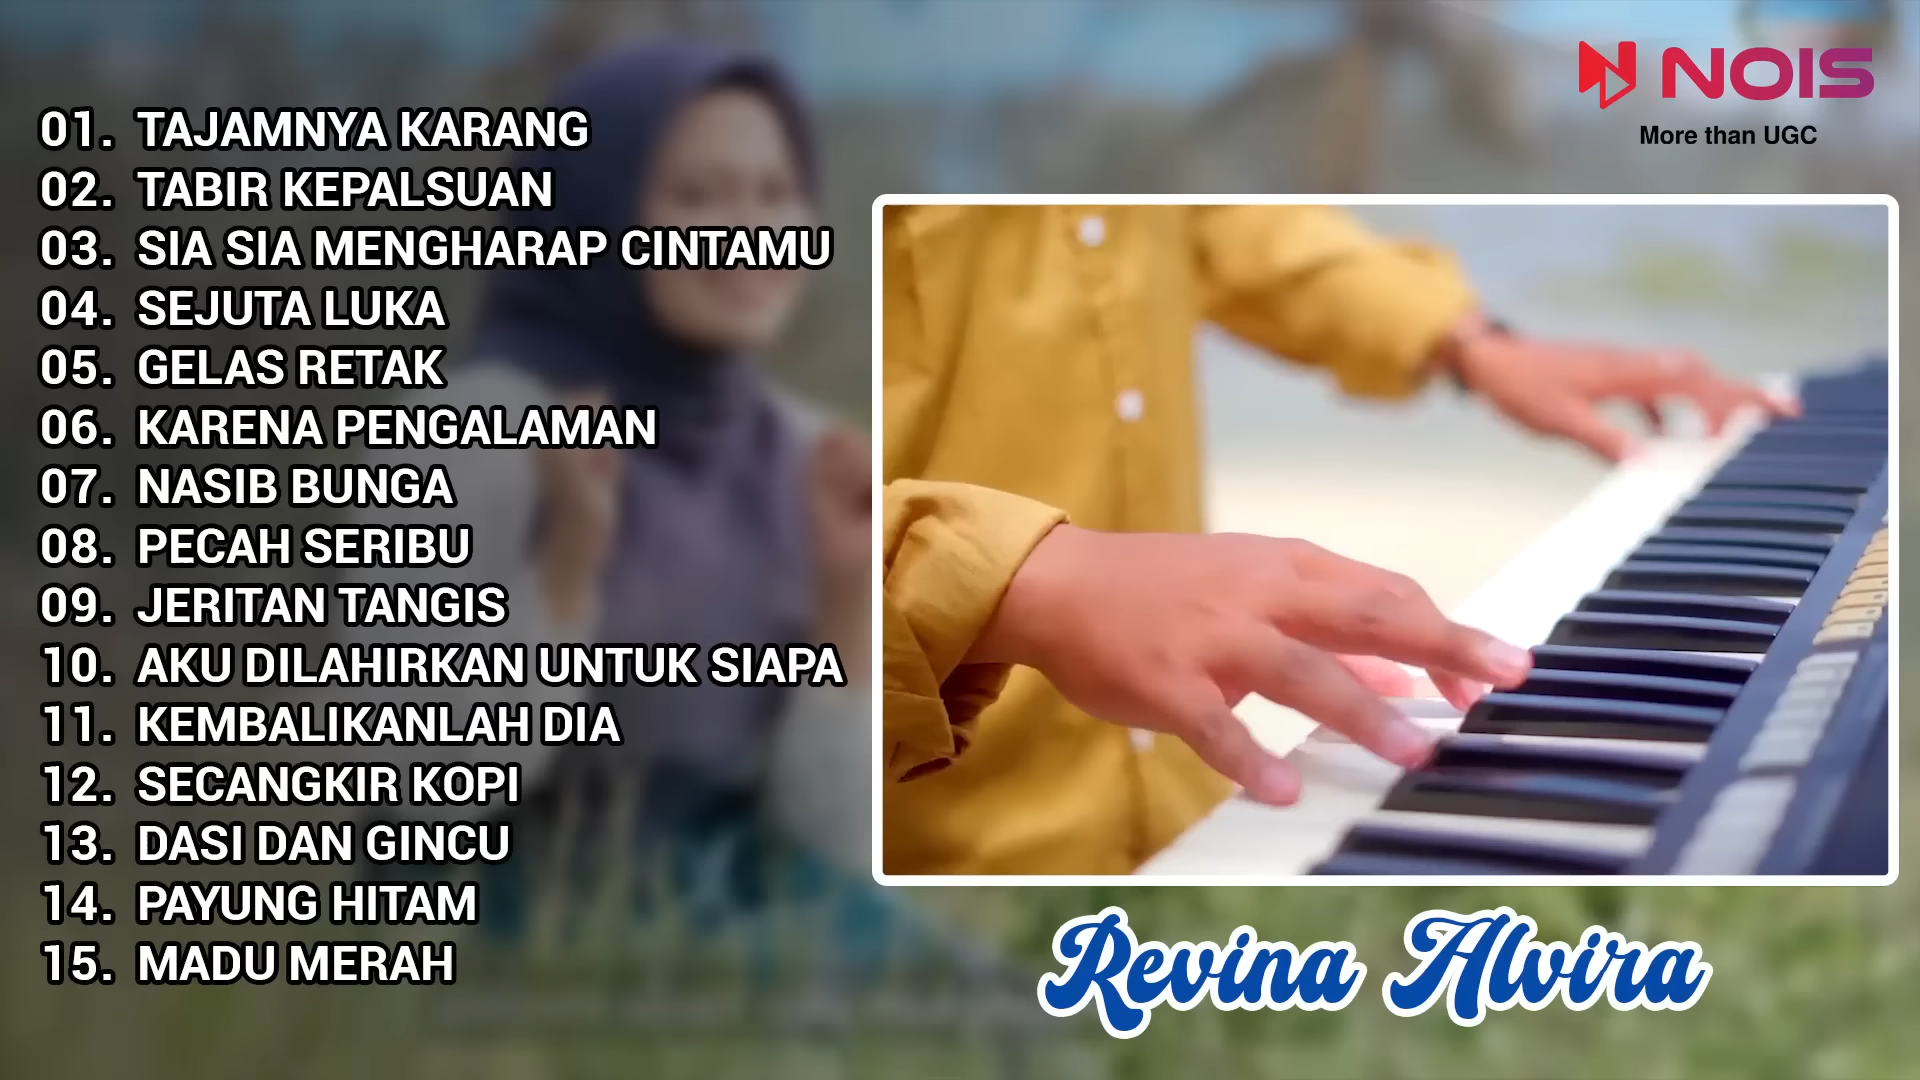 NOIS
More than UGC
01. TAJAMNYA KARANG
02. TABIR KEPALSUAN
03. SIA SIA MENGHARAP CINTAMU
04. SEJUTA LUKA
05. GELAS RETAK
06. KARENA PENGALAMAN
07. NASIB BUNGA
08. PECAH SERIBU
09. JERITAN TANGIS
10. AKU DILAHIRKAN UNTUK SIAPA
11. KEMBALIKANLAH DIA
12. SECANGKIR KOPI
13. DASI DAN GINCU
14. PAYUNG HITAM
15. MADU MERAH
Revina Alvira